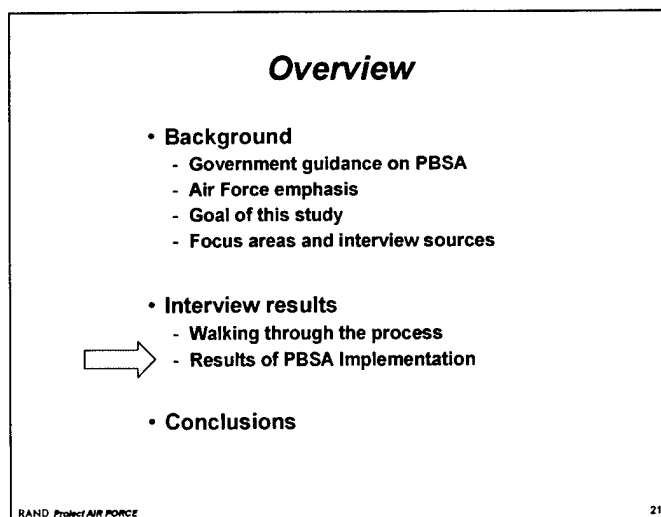 Overview
• Background
- Government guidance on PBSA
- Air Force emphasis
- Goal of this study
- Focus areas and interview sources
• Interview results
- Walking through the process
- Results of PBSA Implementation
• Conclusions
RAND Project AIR FORCE
21